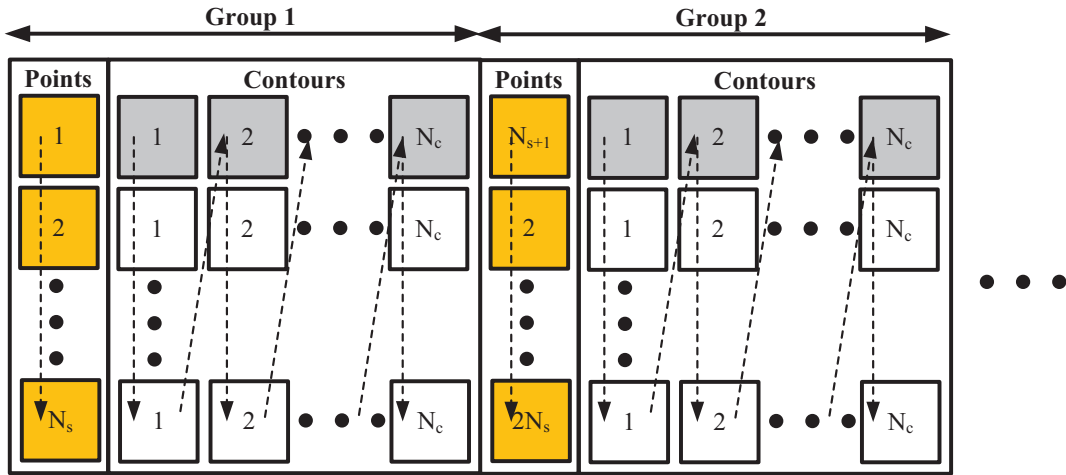 Group 1 Group 2
Points Contours Points Contours
1 1 2 N_c N_{s+1} 1 2 N_c
2 1 2 N_c 2 1 2 N_c
N_s 1 2 N_c 2N_s 1 2 N_c